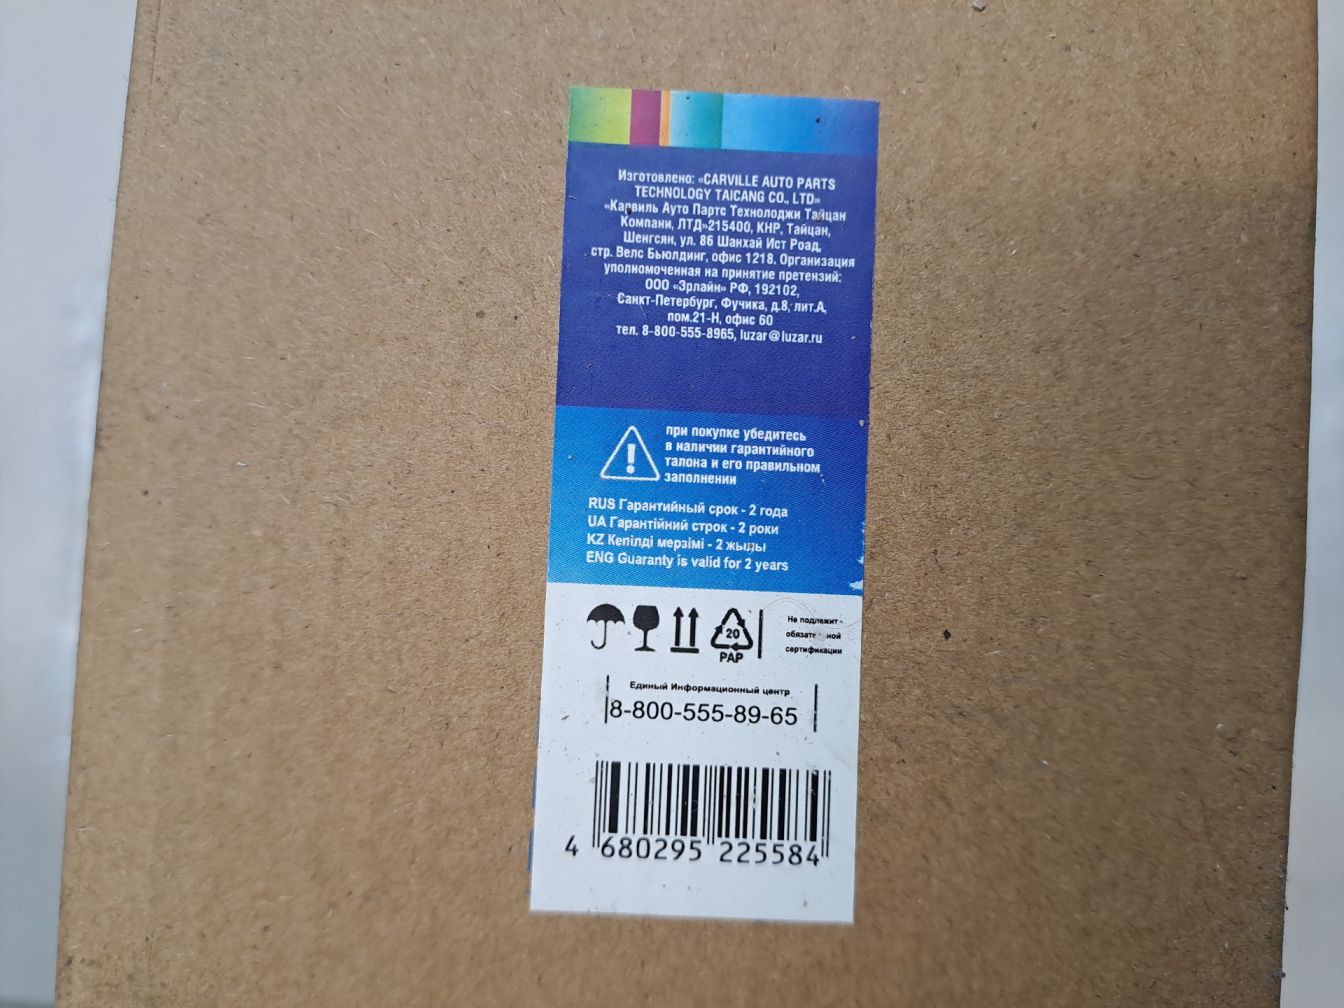 Изготовлено: «CARVILLE AUTO PARTS
TECHNOLOGY TAICANG CO., LTD»
«Карвиль Ауто Партс Технолоджи Тайцан
Компани, ЛТД»215400, КНР, Тайцан,
Шенгсян, ул. 86 Шанхай Ист Роад,
стр. Велс Бьюлдинг, офис 1218. Организация
уполномоченная на принятие претензий:
ООО «Эрлайн» РФ, 192102,
Санкт-Петербург, Фучика, д.8, лит.А,
пом.21-Н, офис 60
тел. 8-800-555-8965, luzar@luzar.ru
при покупке убедитесь
в наличии гарантийного
талона и его правильном
заполнении
RUS Гарантийный срок - 2 года
UA Гарантійний строк - 2 роки
KZ Кепілді мерзімі - 2 жылы
ENG Guaranty is valid for 2 years
20
PAP
Не подлежит
обязательной
сертификации
Единый Информационный центр
8-800-555-89-65
4 680295 225584